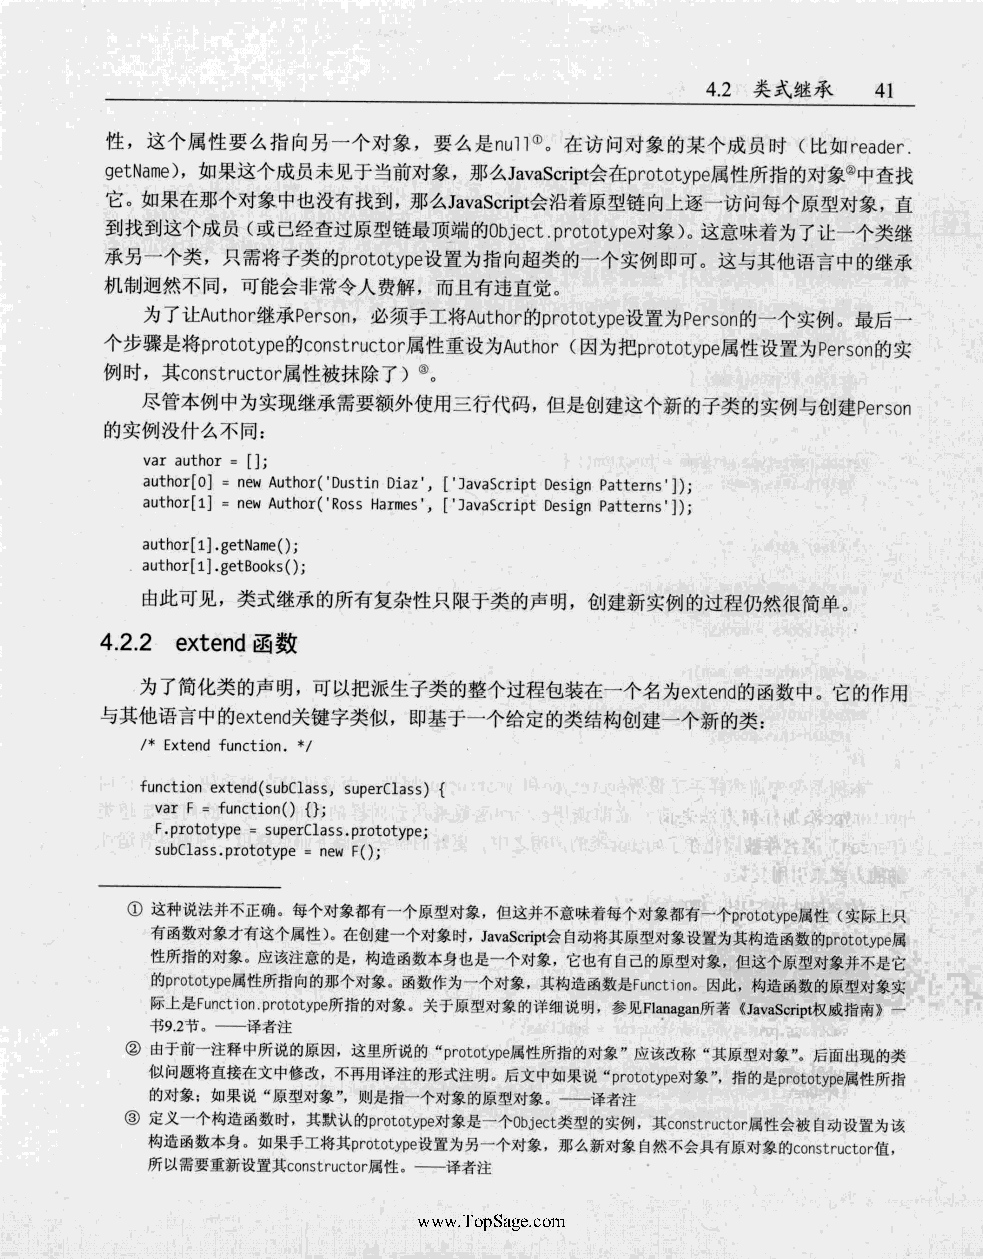 4.2 类式继承 41
性，这个属性要么指向另一个对象，要么是null①。在访问对象的某个成员时（比如reader.
getName），如果这个成员未见于当前对象，那么JavaScript会在prototype属性所指的对象②中查找
它。如果在那个对象中也没有找到，那么JavaScript会沿着原型链向上逐一访问每个原型对象，直
到找到这个成员（或已经查过原型链最顶端的Object.prototype对象）。这意味着为了让一个类继
承另一个类，只需将子类的prototype设置为指向超类的一个实例即可。这与其他语言中的继承
机制迥然不同，可能会非常令人费解，而且有违直觉。
为了让Author继承Person，必须手工将Author的prototype设置为Person的一个实例。最后一
个步骤是将prototype的constructor属性重设为Author（因为把prototype属性设置为Person的实
例时，其constructor属性被抹除了）③。
尽管本例中为实现继承需要额外使用三行代码，但是创建这个新的子类的实例与创建Person
的实例没什么不同：
var author = [];
author[0] = new Author('Dustin Diaz', ['JavaScript Design Patterns']);
author[1] = new Author('Ross Harmes', ['JavaScript Design Patterns']);
author[1].getName();
author[1].getBooks();
由此可见，类式继承的所有复杂性只限于类的声明，创建新实例的过程仍然很简单。
4.2.2 extend 函数
为了简化类的声明，可以把派生子类的整个过程包装在一个名为extend的函数中。它的作用
与其他语言中的extend关键字类似，即基于一个给定的类结构创建一个新的类：
/* Extend function. */
function extend(subClass, superClass) {
var F = function() {};
F.prototype = superClass.prototype;
subClass.prototype = new F();
① 这种说法并不正确。每个对象都有一个原型对象，但这并不意味着每个对象都有一个prototype属性（实际上只
有函数对象才有这个属性）。在创建一个对象时，JavaScript会自动将其原型对象设置为其构造函数的prototype属
性所指的对象。应该注意的是，构造函数本身也是一个对象，它也有自己的原型对象，但这个原型对象并不是它
的prototype属性所指向的那个对象。函数作为一个对象，其构造函数是Function。因此，构造函数的原型对象实
际上是Function.prototype所指的对象。关于原型对象的详细说明，参见Flanagan所著《JavaScript权威指南》一
书9.2节。——译者注
② 由于前一注释中所说的原因，这里所说的“prototype属性所指的对象”应该改称“其原型对象”。后面出现的类
似问题将直接在文中修改，不再用译注的形式注明。后文中如果说“prototype对象”，指的是prototype属性所指
的对象；如果说“原型对象”，则是指一个对象的原型对象。——译者注
③ 定义一个构造函数时，其默认的prototype对象是一个Object类型的实例，其constructor属性会被自动设置为该
构造函数本身。如果手工将其prototype设置为另一个对象，那么新对象自然不会具有原对象的constructor值，
所以需要重新设置其constructor属性。——译者注
www.TopSage.com